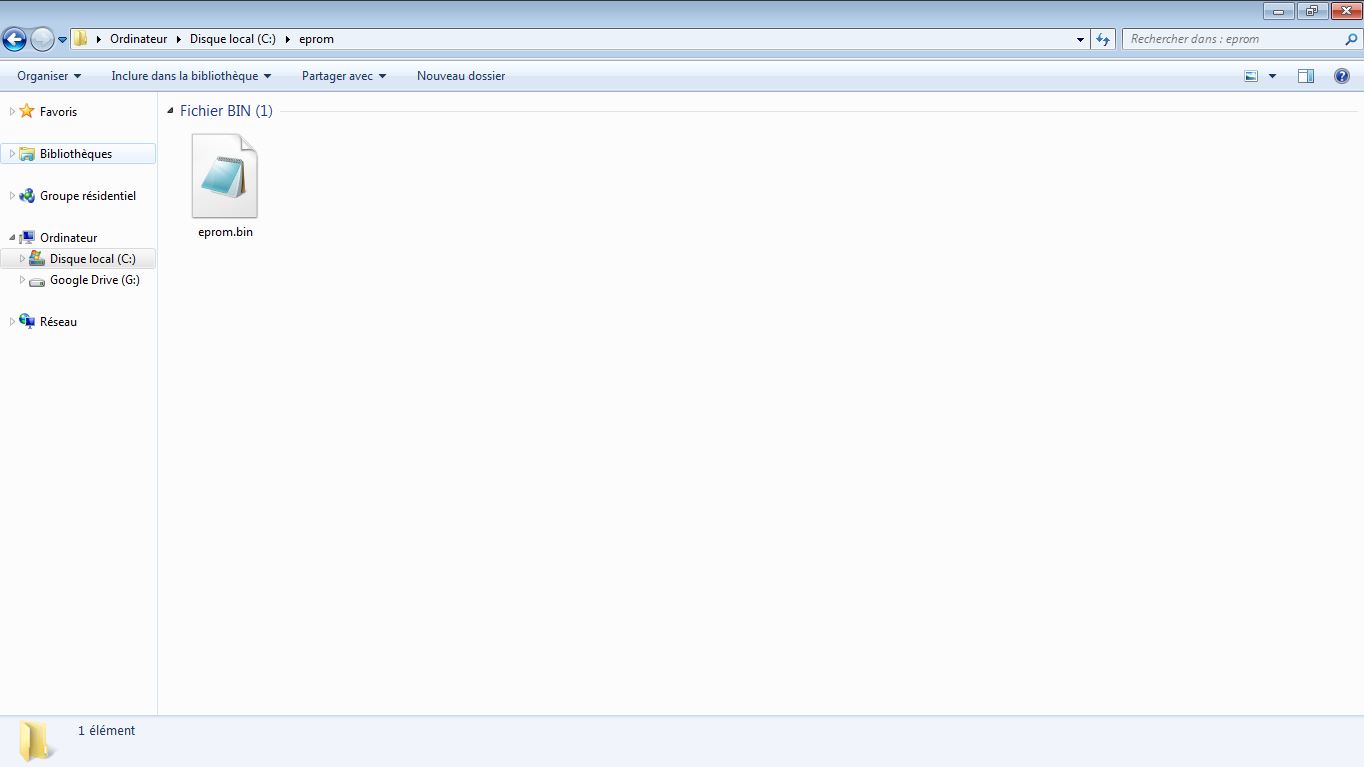 Ordinateur Disque local (C:) eprom
Rechercher dans : eprom
Organiser Inclure dans la bibliothèque Partager avec Nouveau dossier
Favoris
Bibliothèques
Groupe résidentiel
Ordinateur
Disque local (C:)
Google Drive (G:)
Réseau
Fichier BIN (1)
eprom.bin
1 élément